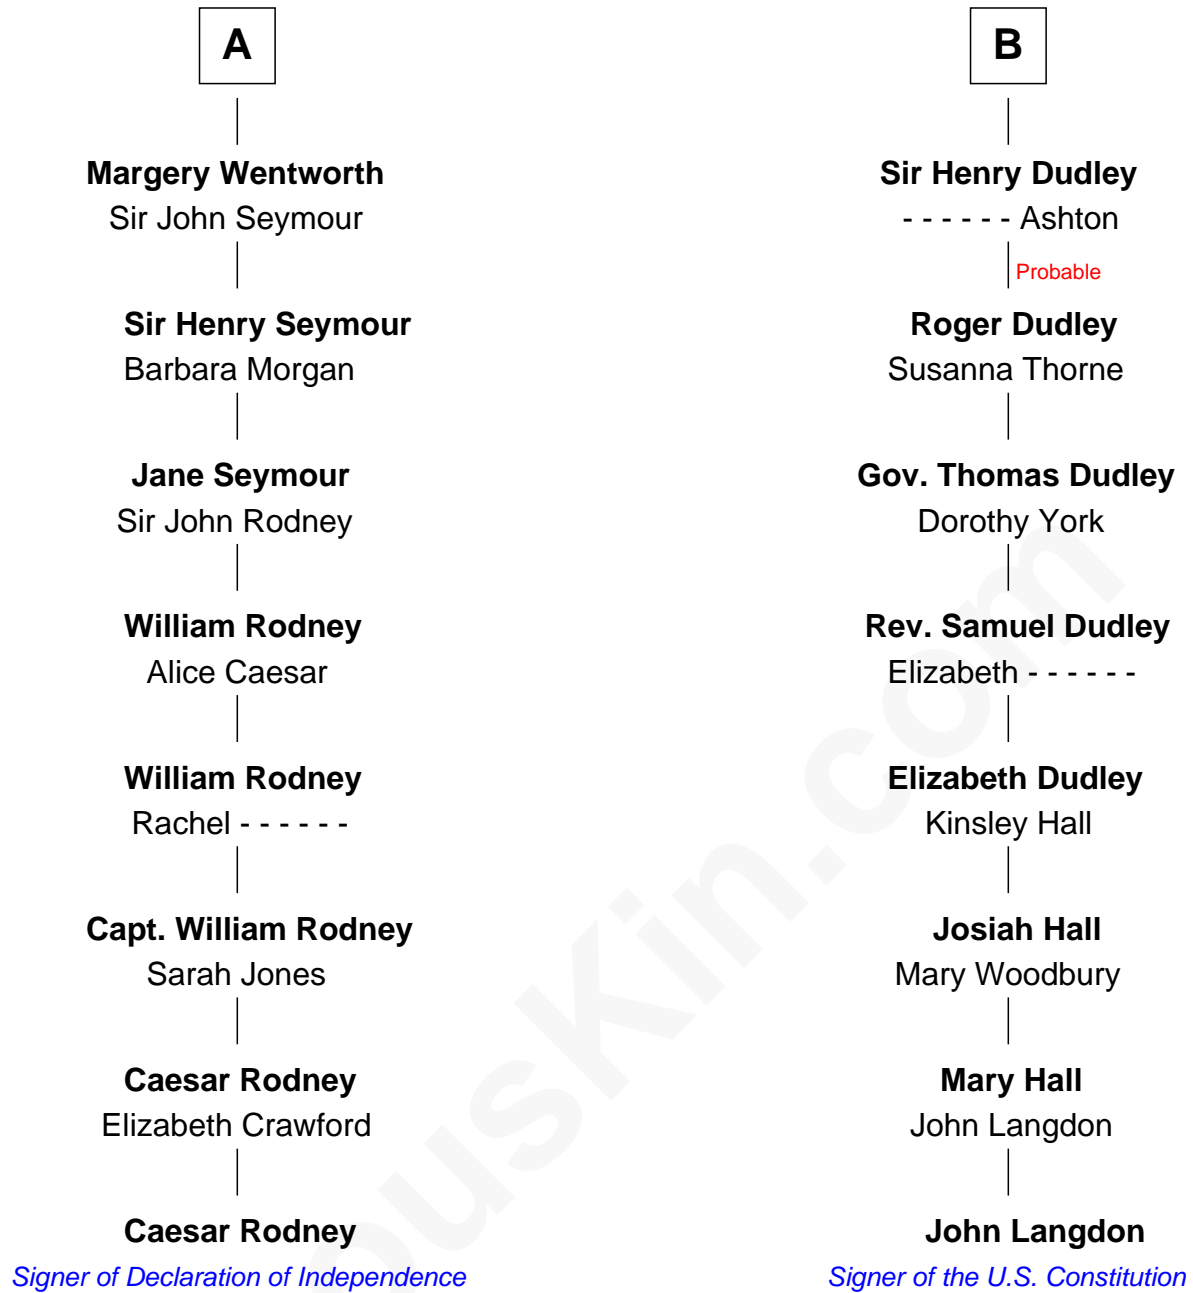 A
Margery Wentworth
Sir John Seymour
Sir Henry Seymour
Barbara Morgan
Jane Seymour
Sir John Rodney
William Rodney
Alice Caesar
William Rodney
Rachel - - - - - -
Capt. William Rodney
Sarah Jones
Caesar Rodney
Elizabeth Crawford
Caesar Rodney
Signer of Declaration of Independence
B
Sir Henry Dudley
- - - - - - Ashton
Probable
Roger Dudley
Susanna Thorne
Gov. Thomas Dudley
Dorothy York
Rev. Samuel Dudley
Elizabeth - - - - - -
Elizabeth Dudley
Kinsley Hall
Josiah Hall
Mary Woodbury
Mary Hall
John Langdon
John Langdon
Signer of the U.S. Constitution
ousKin.com